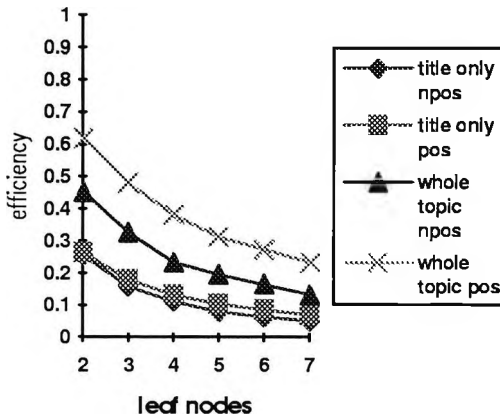 1
0.9
0.8
0.7
0.6
0.5
0.4
0.3
0.2
0.1
0
efficiency
2 3 4 5 6 7
leaf nodes
title only
npos
title only
pos
whole
topic
npos
whole
topic pos